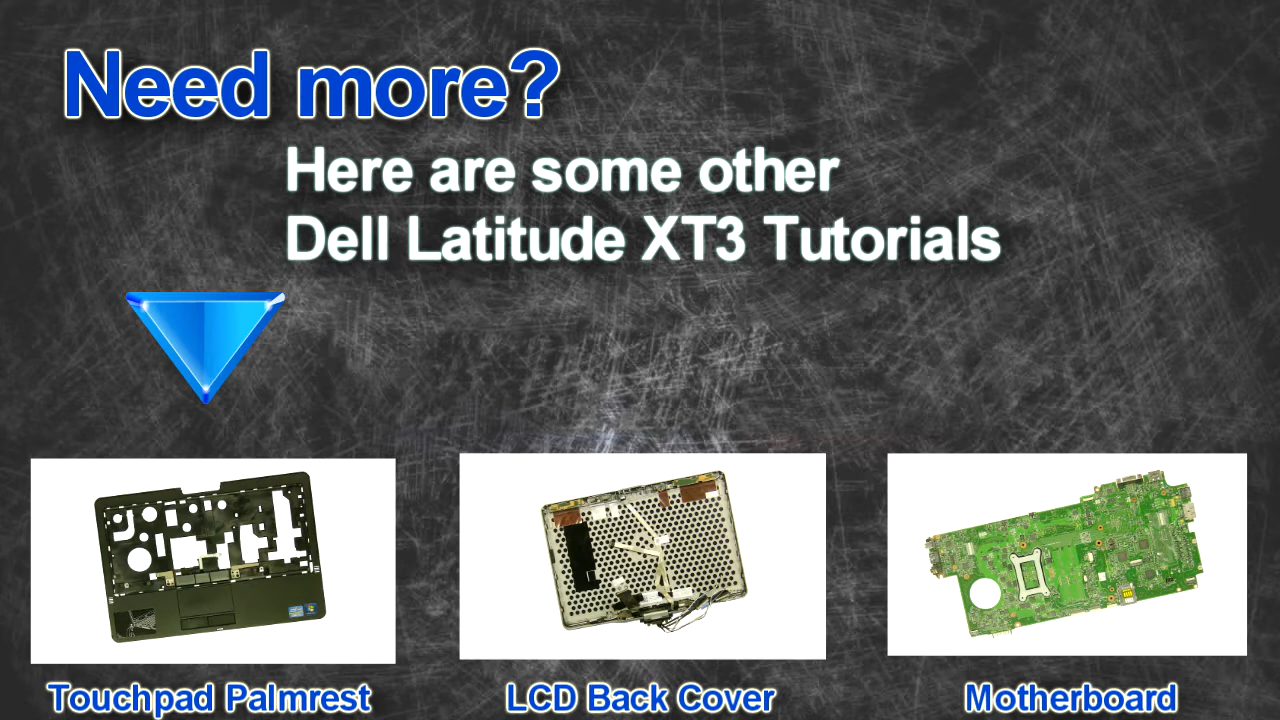 Need more?
Here are some other
Dell Latitude XT3 Tutorials
Touchpad Palmrest
LCD Back Cover
Motherboard